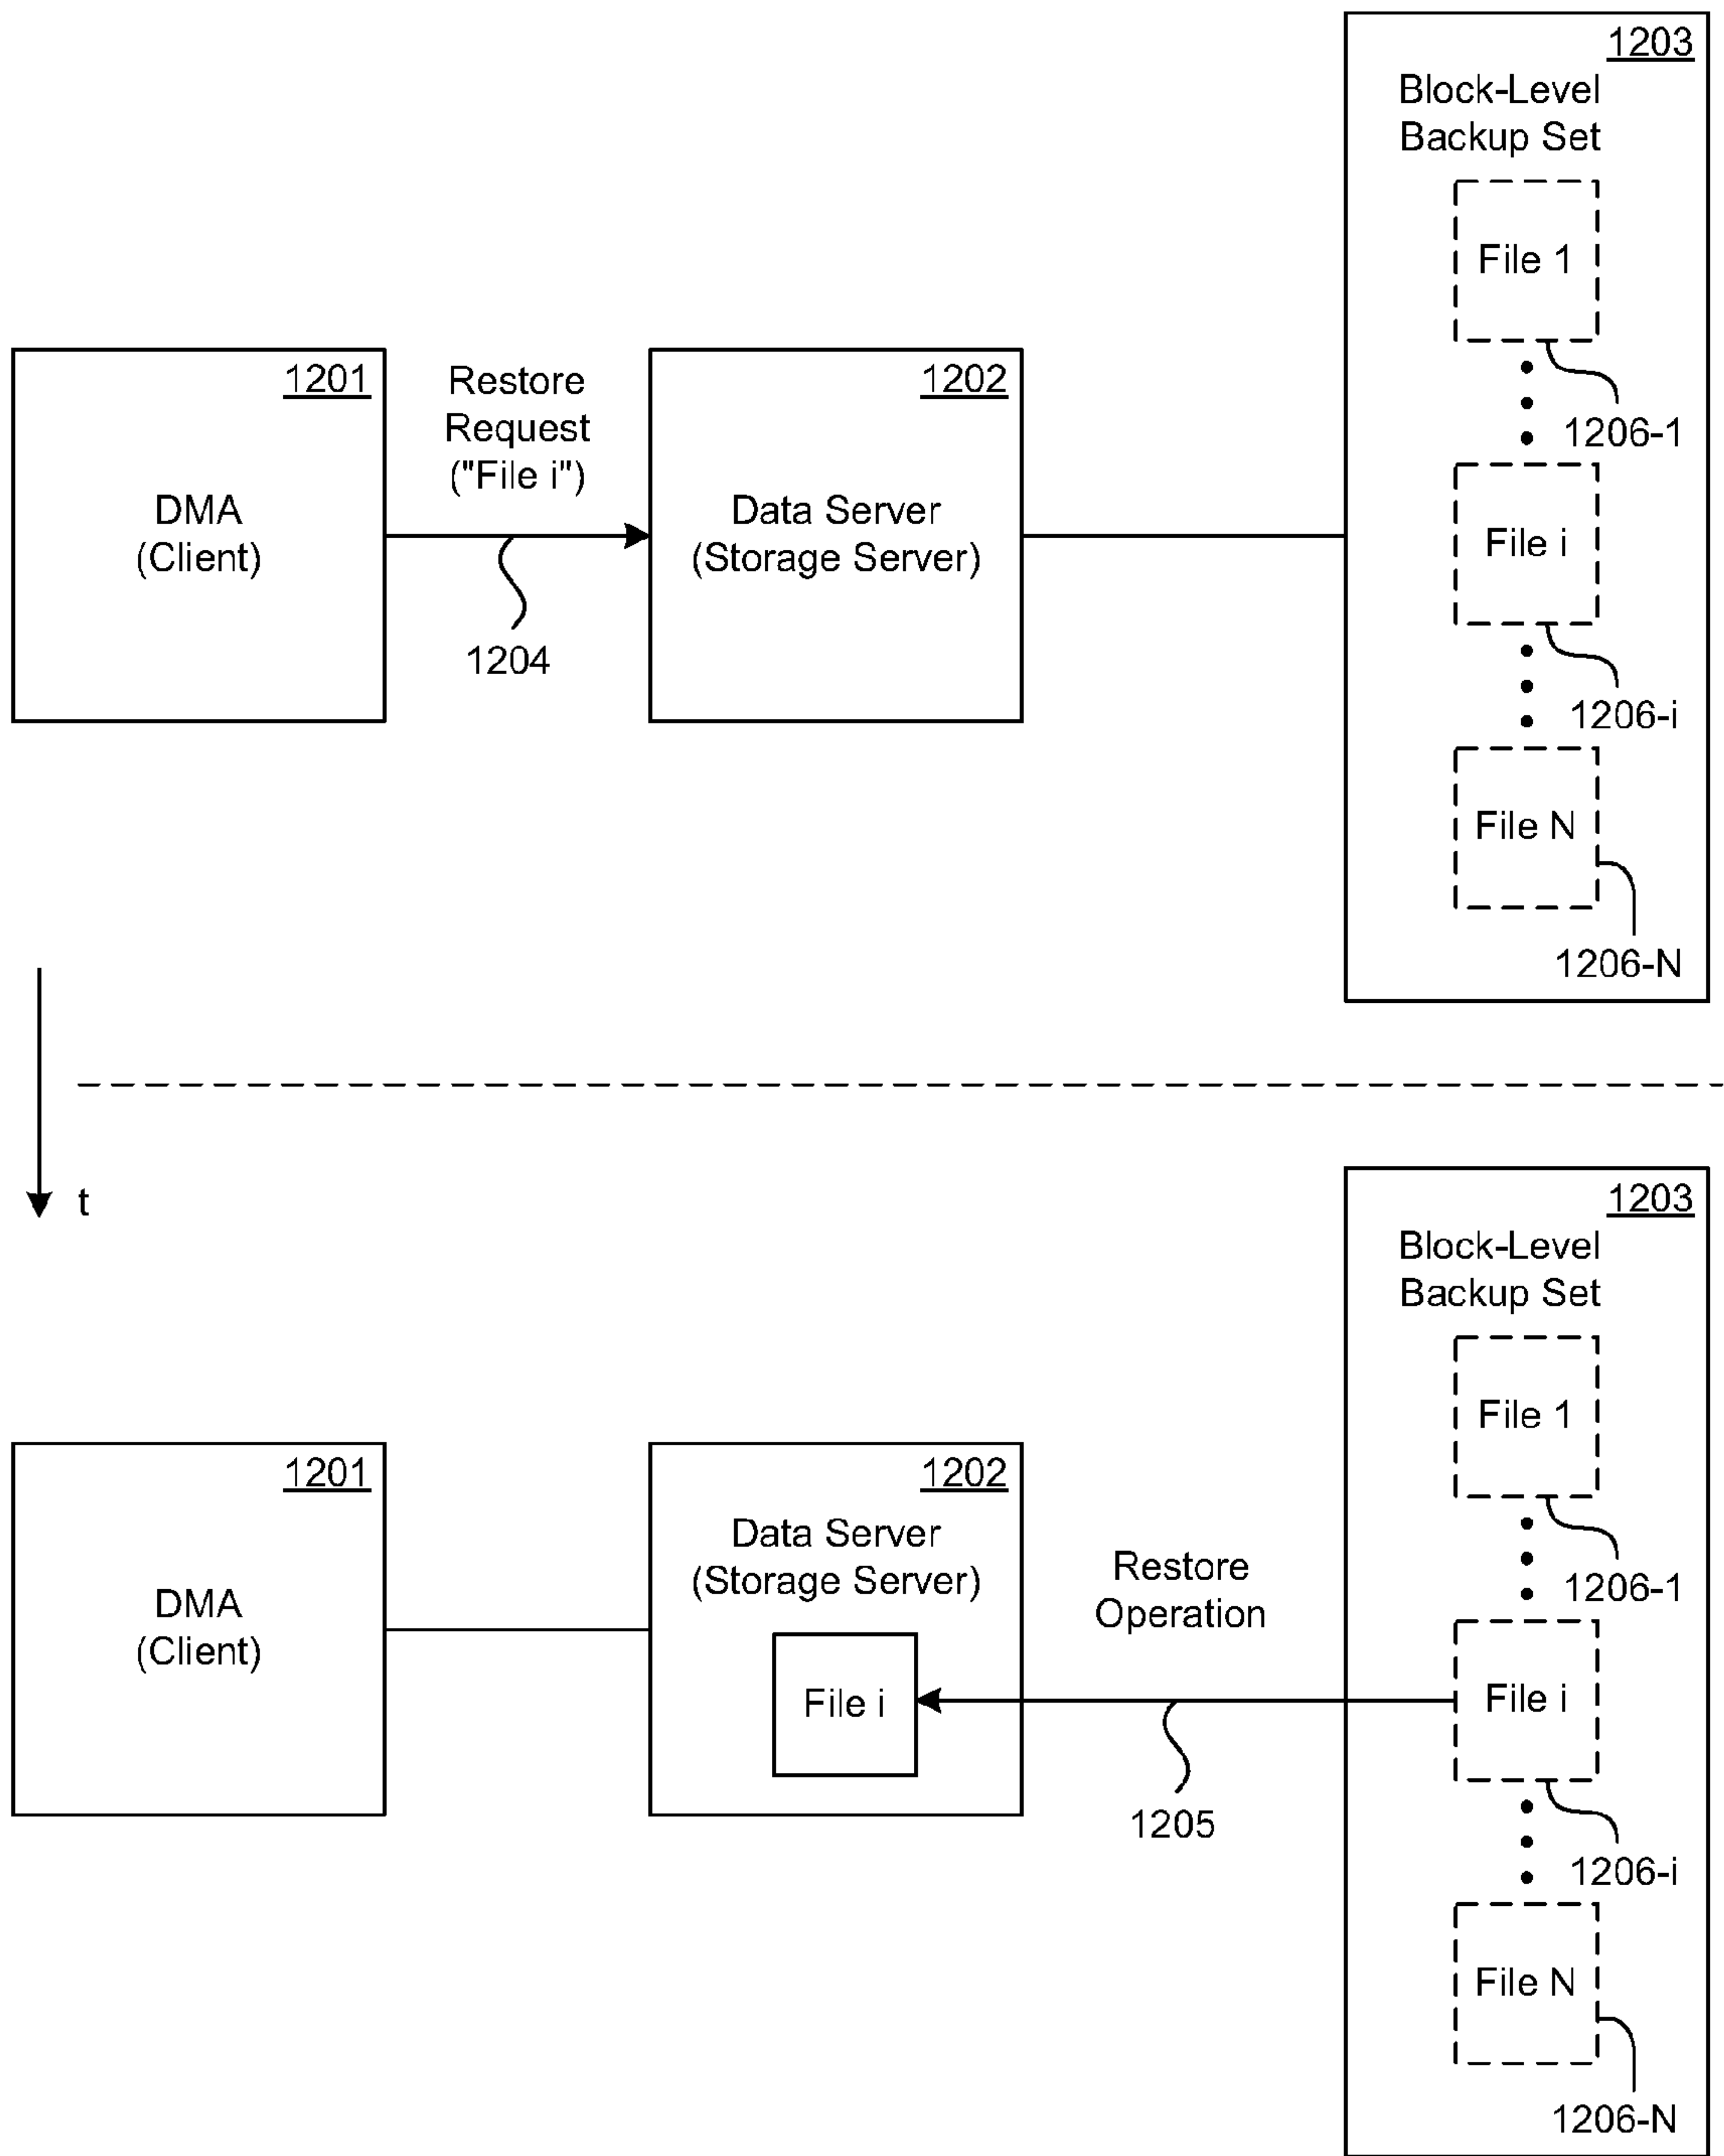 1203
Block-Level
Backup Set
File 1
1206-1
1201
Restore
Request
("File i")
1202
DMA
(Client)
Data Server
(Storage Server)
File i
1204
1206-i
File N
1206-N
t
1203
Block-Level
Backup Set
File 1
1206-1
1201
1202
DMA
(Client)
Data Server
(Storage Server)
File i
Restore
Operation
File i
1205
1206-i
File N
1206-N